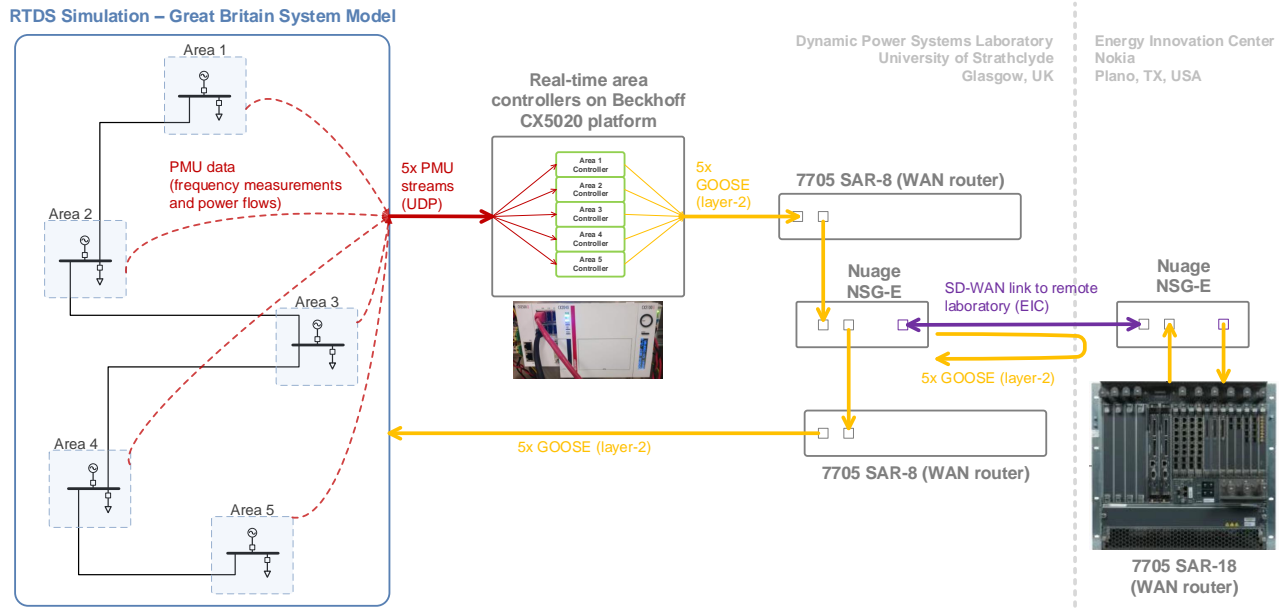 RTDS Simulation – Great Britain System Model
Area 1
Area 2
Area 3
Area 4
Area 5
PMU data
(frequency measurements
and power flows)
5x PMU
streams
(UDP)
Real-time area
controllers on Beckhoff
CX5020 platform
Area 1
Controller
Area 2
Controller
Area 3
Controller
Area 4
Controller
Area 5
Controller
5x
GOOSE
(layer-2)
Dynamic Power Systems Laboratory
University of Strathclyde
Glasgow, UK
Energy Innovation Center
Nokia
Plano, TX, USA
7705 SAR-8 (WAN router)
Nuage
NSG-E
SD-WAN link to remote
laboratory (EIC)
Nuage
NSG-E
5x GOOSE (layer-2)
5x GOOSE (layer-2)
7705 SAR-8 (WAN router)
7705 SAR-18
(WAN router)